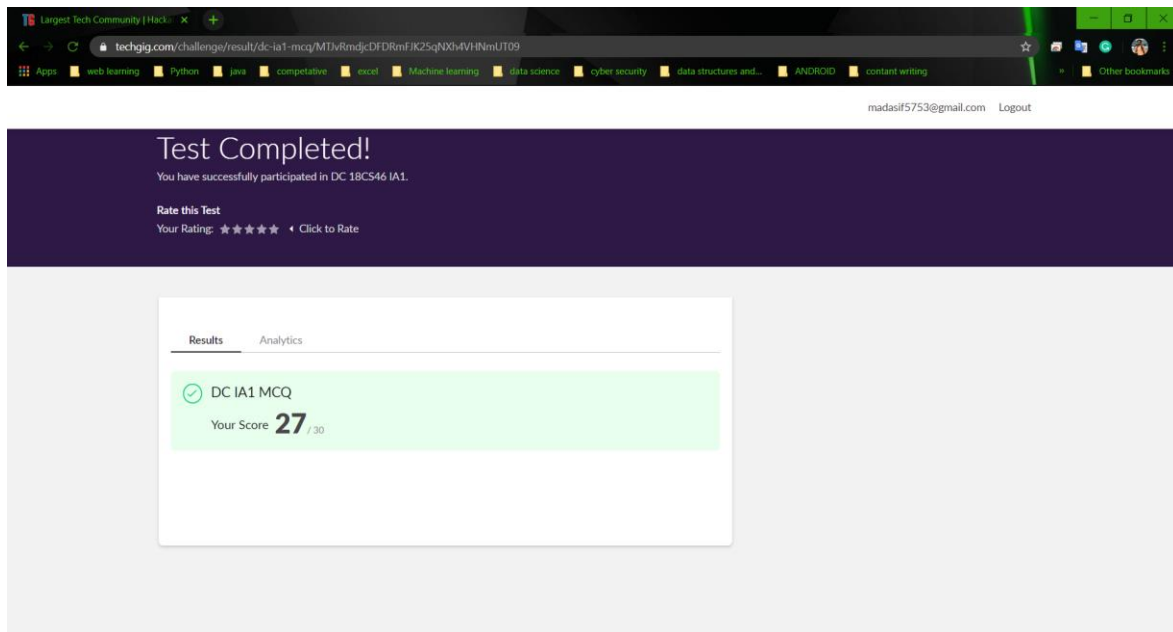 Largest Tech Community | Hacka
techgig.com/challenge/result/dc-ia1-mcq/MTJvRmdjcDFDRmFJK25qNXh4VHNmUT09
Apps web learning Python java competative excel Machine learning data science cyber security data structures and... ANDROID contant writing » Other bookmarks
madasif5753@gmail.com Logout
Test Completed!
You have successfully participated in DC 18CS46 IA1.
Rate this Test
Your Rating: Click to Rate
Results Analytics
DC IA1 MCQ
Your Score 27 / 30